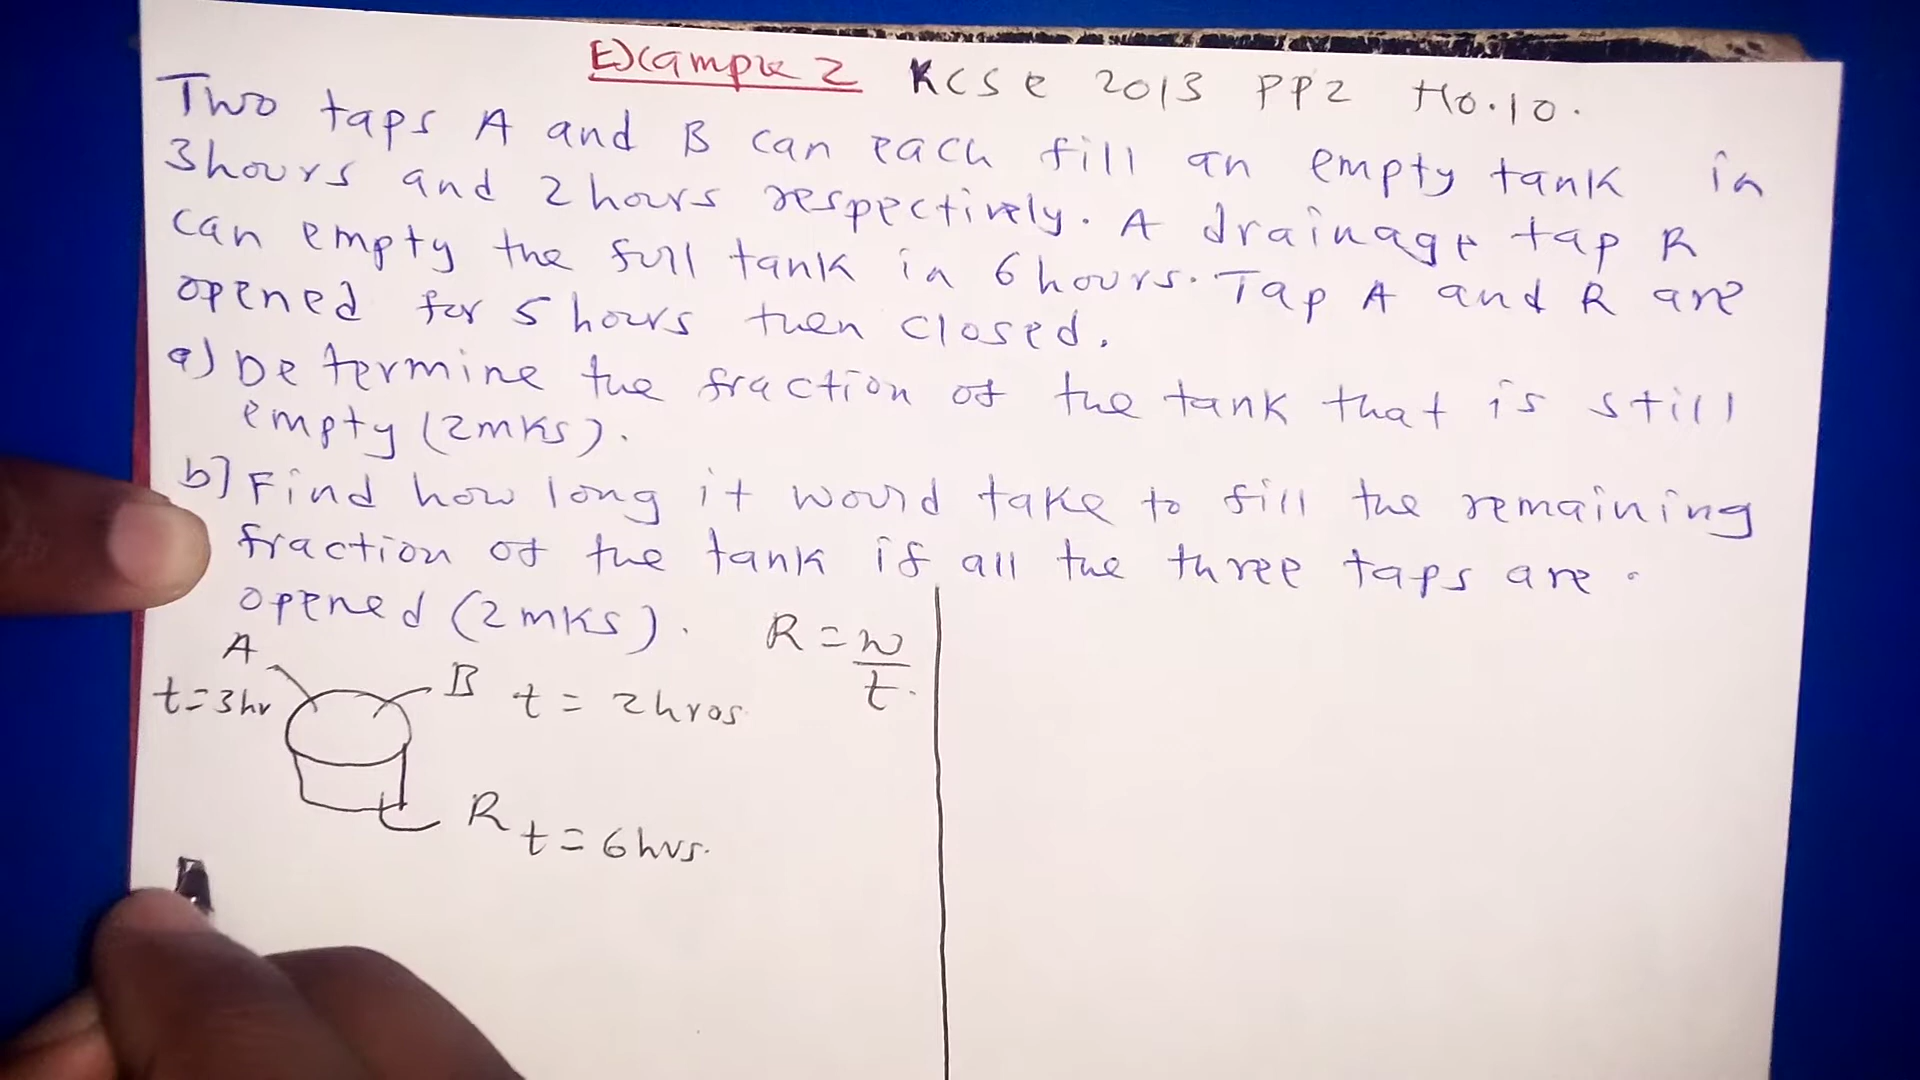 Example 2 KCSE 2013 PP2 No.10.
Two taps A and B can each fill an empty tank in
3hours and 2hours respectively. A drainage tap R
can empty the full tank in 6hours. Tap A and R are
opened for 5hours then closed.
a) Determine the fraction of the tank that is still
empty (2mks).
b] Find how long it would take to fill the remaining
fraction of the tank if all the three taps are
opened (2mks).
R = w
t.
A
t=3hr
B t = 2hros
R t = 6hrs.